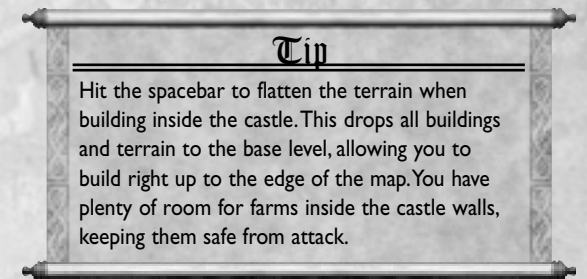 Tip
Hit the spacebar to flatten the terrain when
building inside the castle. This drops all buildings
and terrain to the base level, allowing you to
build right up to the edge of the map. You have
plenty of room for farms inside the castle walls,
keeping them safe from attack.